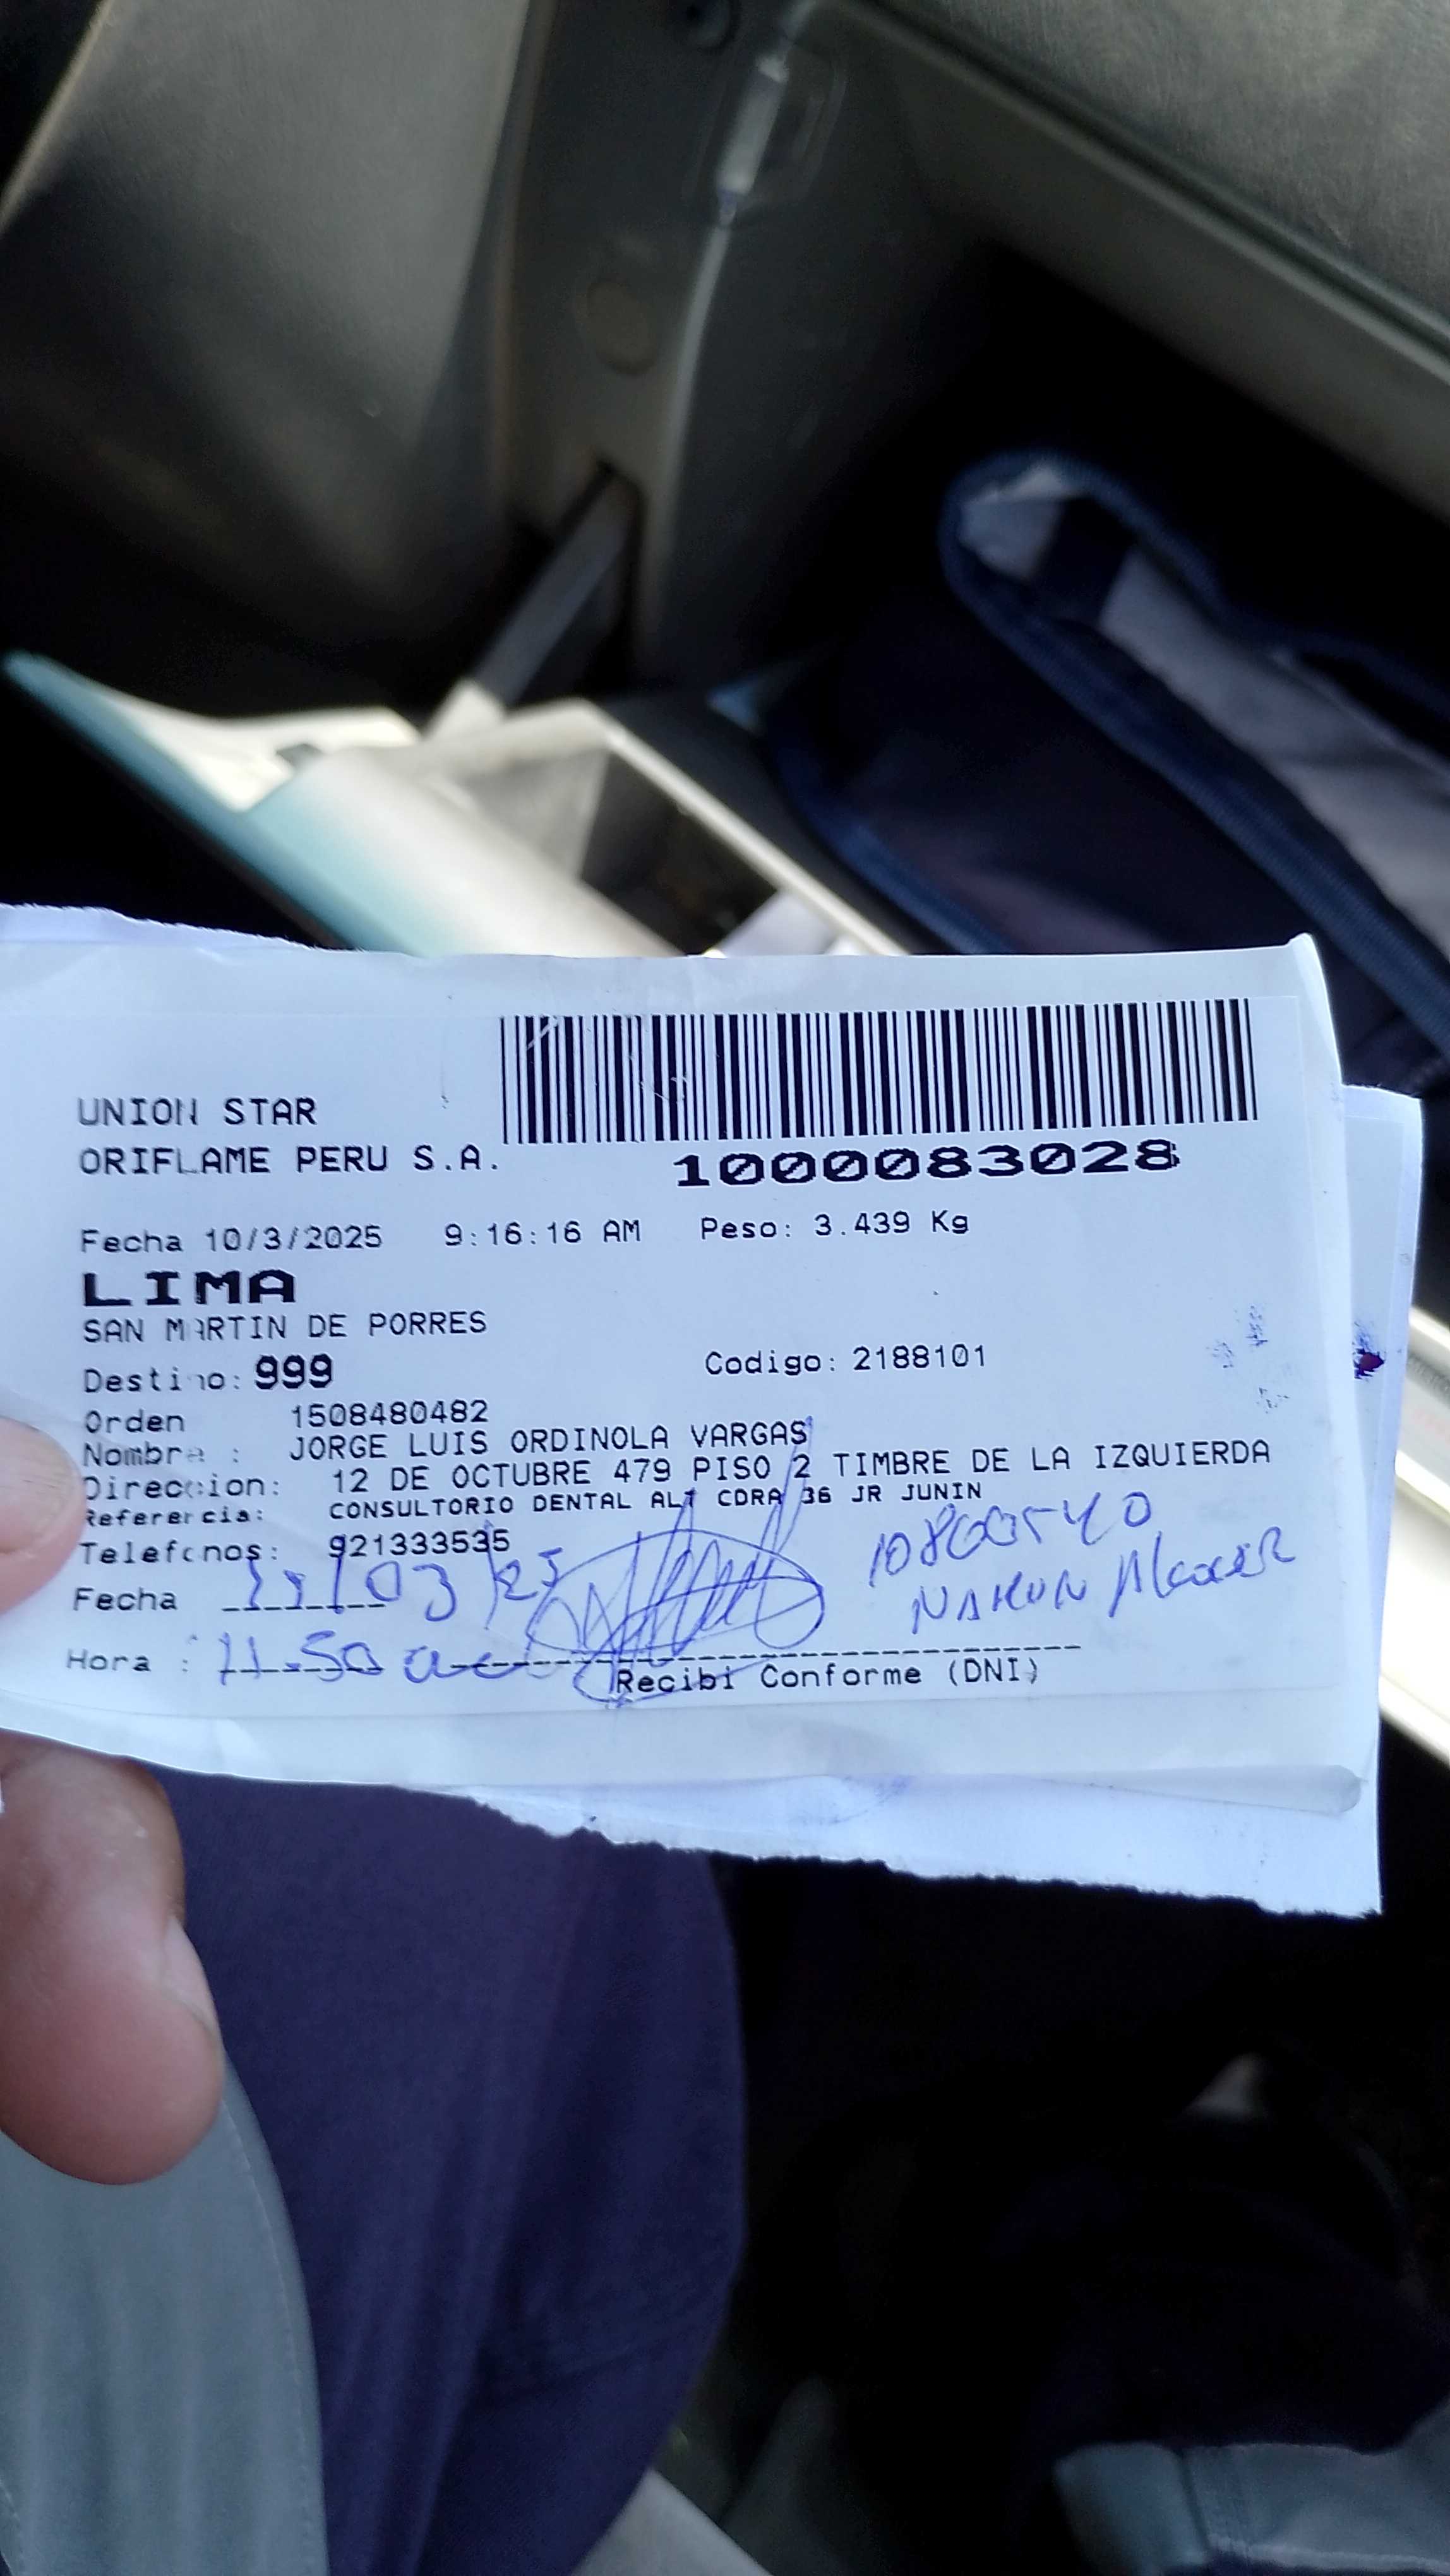 UNION STAR
ORIFLAME PERU S.A.
1000083028
Fecha 10/3/2025 9:16:16 AM Peso: 3.439 Kg
LIMA
SAN MARTIN DE PORRES
Destino: 999 Codigo: 2188101
Orden 1508480482
Nombre : JORGE LUIS ORDINOLA VARGAS
Direccion: 12 DE OCTUBRE 479 PISO 2 TIMBRE DE LA IZQUIERDA
Referencia: CONSULTORIO DENTAL ALT CDRA 36 JR JUNIN
Telefonos: 921333535
10800540
Fecha 11/03/25
Hora : 11.50
Recibi Conforme (DNI)